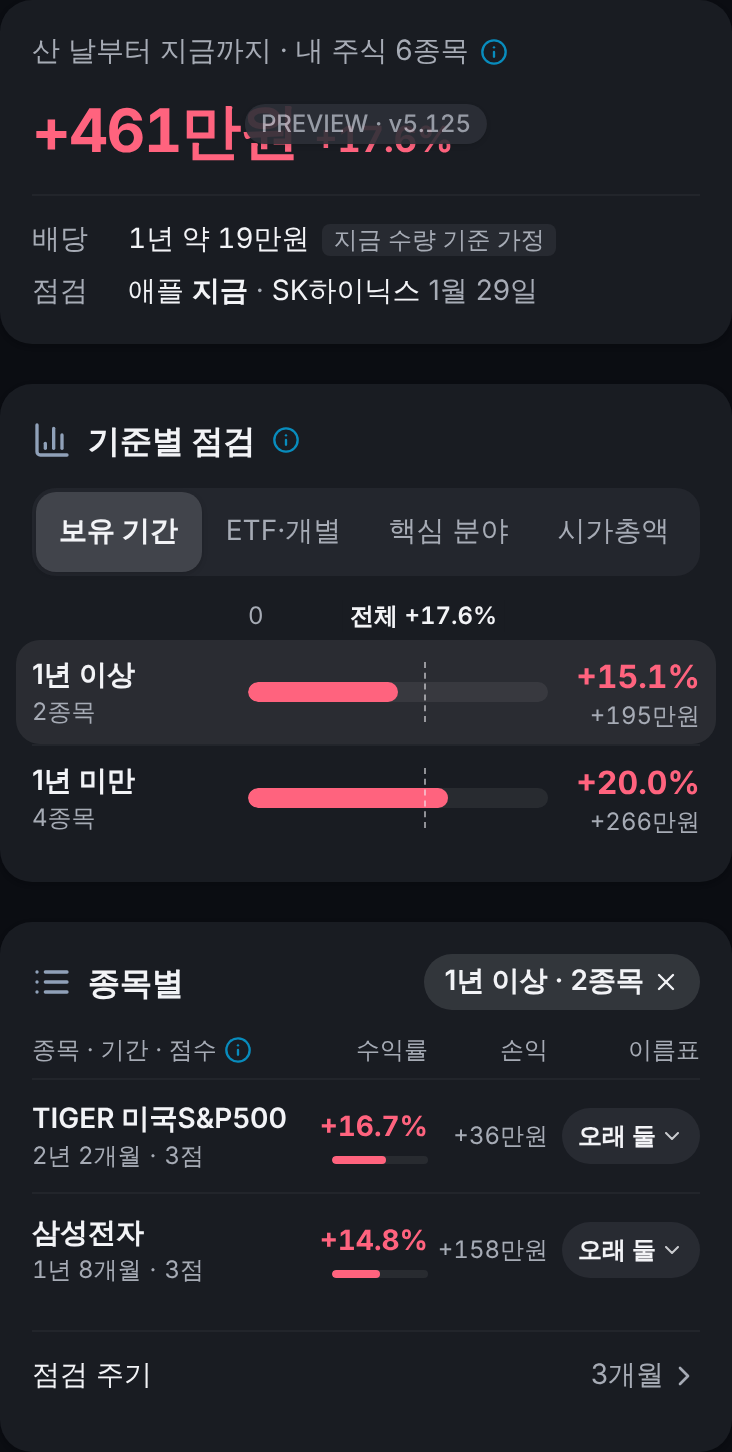 산 날부터 지금까지 · 내 주식 6종목
+461만원 +17.6%
PREVIEW · v5.125
배당 1년 약 19만원 지금 수량 기준 가정
점검 애플 지금 · SK하이닉스 1월 29일
기준별 점검
보유 기간 ETF·개별 핵심 분야 시가총액
0 전체 +17.6%
1년 이상 +15.1%
2종목 +195만원
1년 미만 +20.0%
4종목 +266만원
종목별 1년 이상 · 2종목 ×
종목 · 기간 · 점수 수익률 손익 이름표
TIGER 미국S&P500 +16.7% +36만원 오래 둘
2년 2개월 · 3점
삼성전자 +14.8% +158만원 오래 둘
1년 8개월 · 3점
점검 주기 3개월